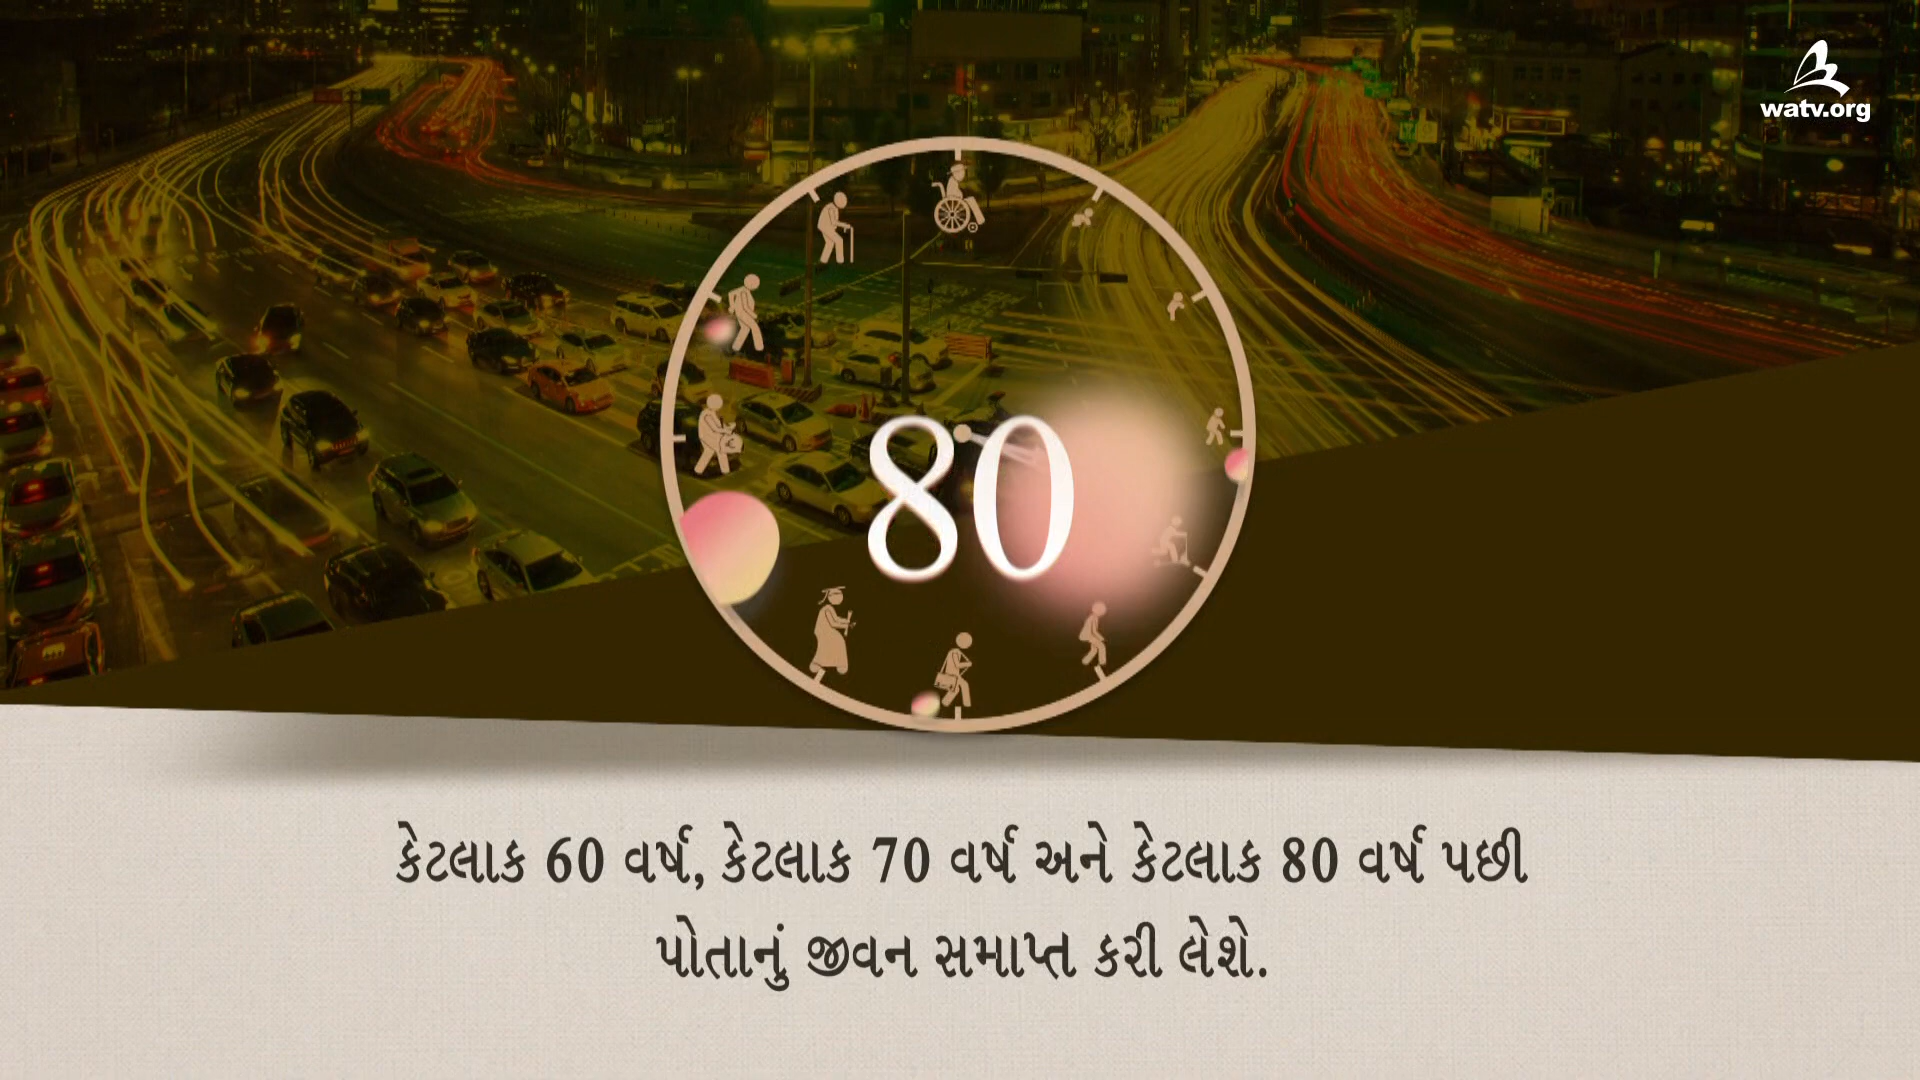 watv.org
80
કેટલાક 60 વર્ષ, કેટલાક 70 વર્ષ અને કેટલાક 80 વર્ષ પછી
પોતાનું જીવન સમાપ્ત કરી લેશે.